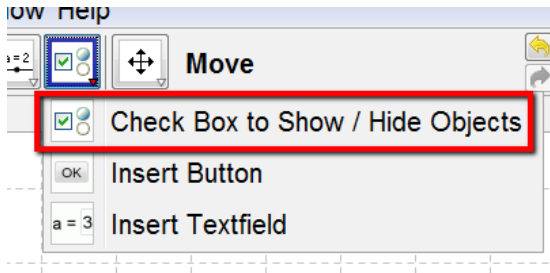 ow Help
a = 2
Move
Check Box to Show / Hide Objects
OK
Insert Button
a = 3
Insert Textfield